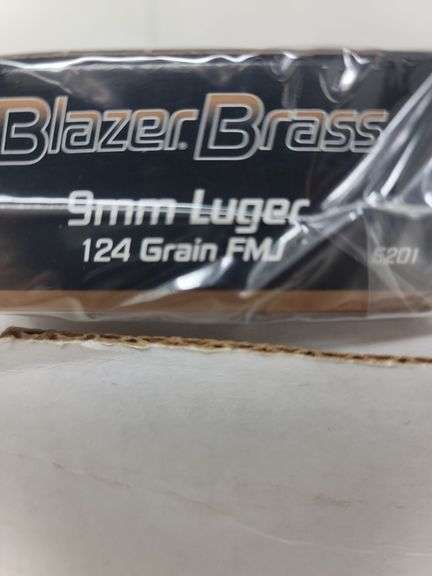 Blazer® Brass
9mm Luger
124 Grain FMJ 5201